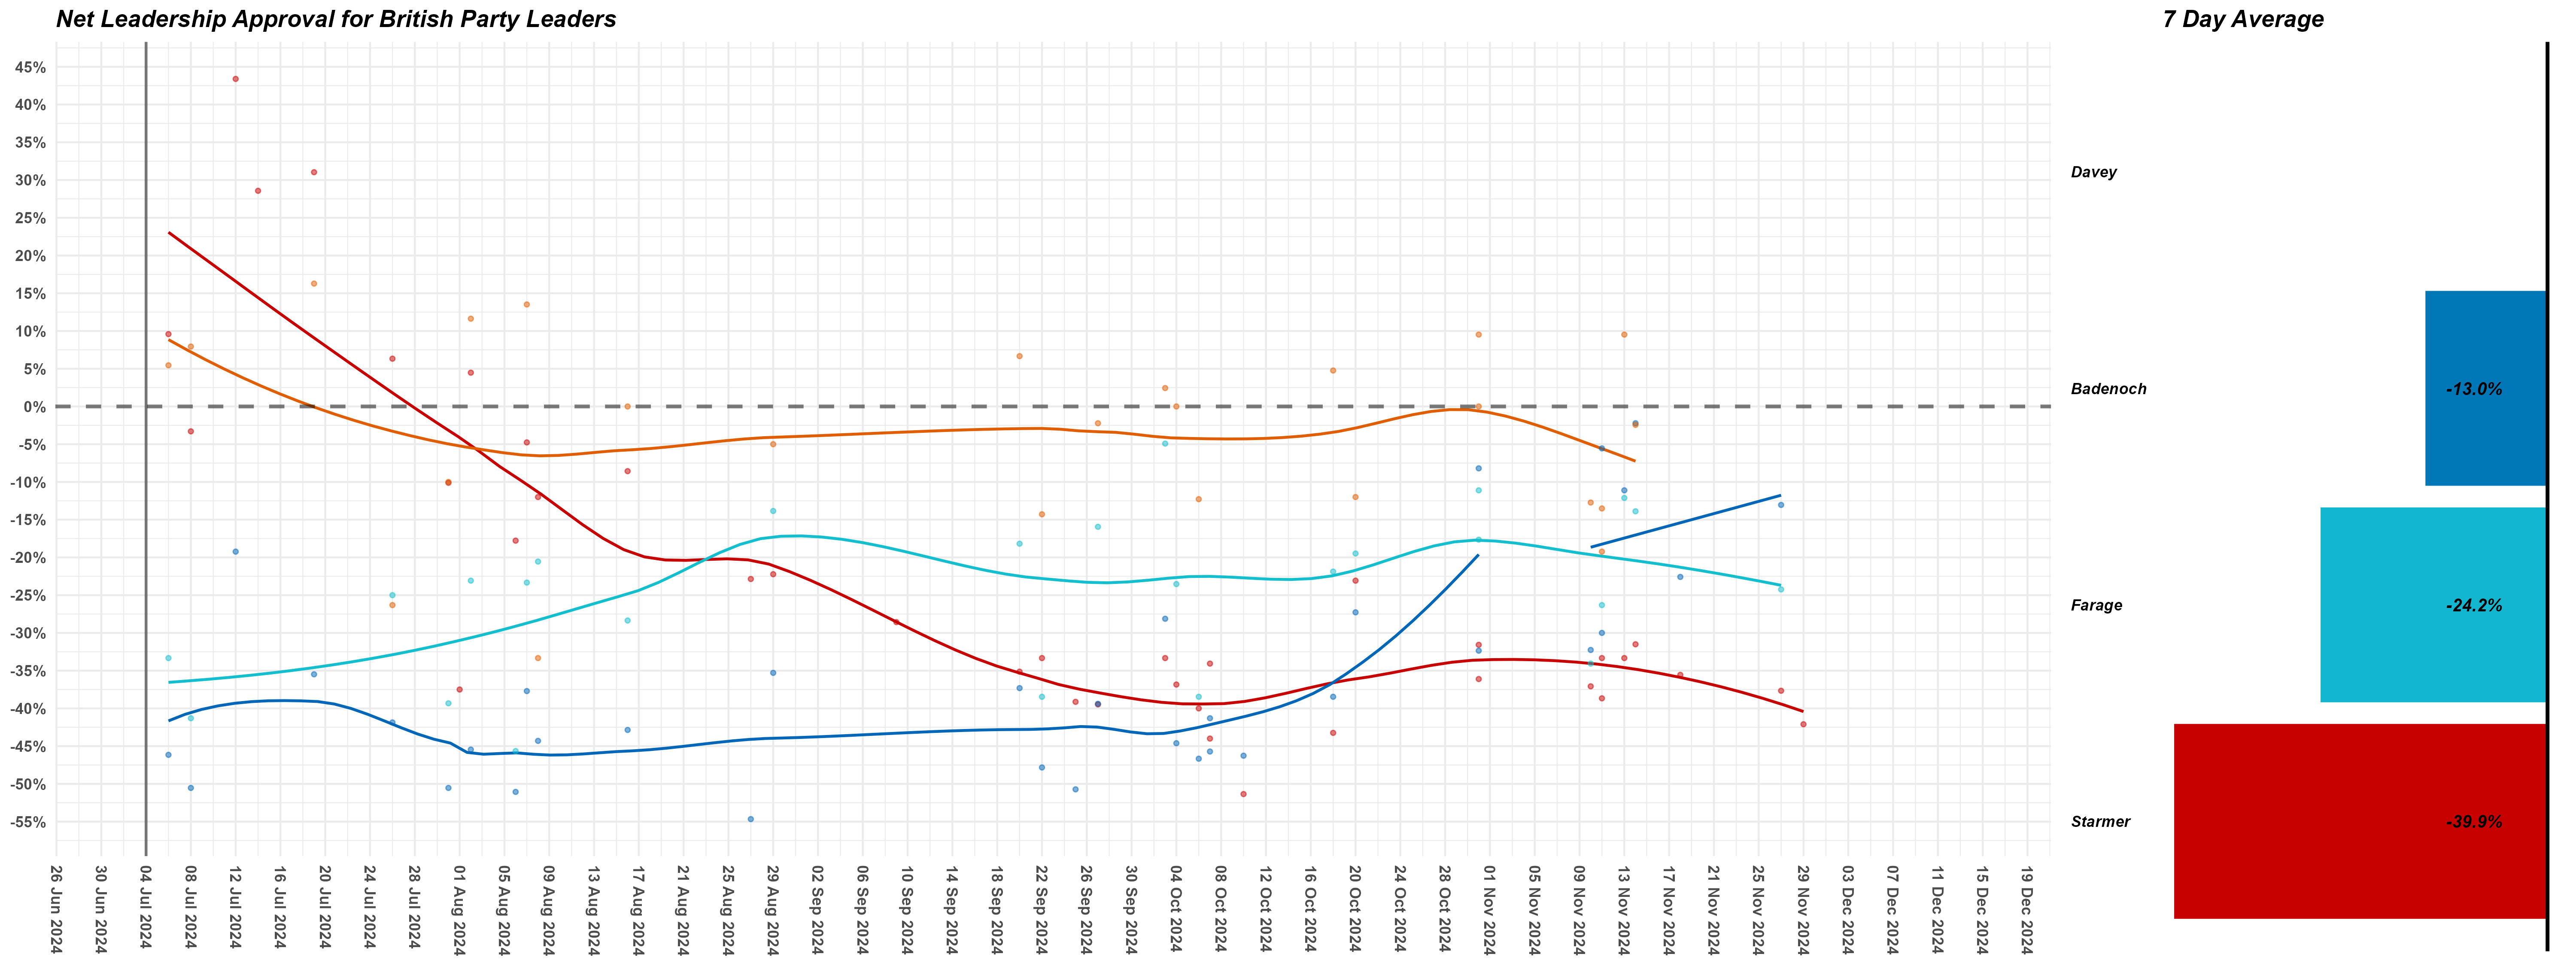 Net Leadership Approval for British Party Leaders
7 Day Average
45%
40%
35%
30%
25%
20%
15%
10%
5%
0%
-5%
-10%
-15%
-20%
-25%
-30%
-35%
-40%
-45%
-50%
-55%
26 Jun 2024
30 Jun 2024
04 Jul 2024
08 Jul 2024
12 Jul 2024
16 Jul 2024
20 Jul 2024
24 Jul 2024
28 Jul 2024
01 Aug 2024
05 Aug 2024
09 Aug 2024
13 Aug 2024
17 Aug 2024
21 Aug 2024
25 Aug 2024
29 Aug 2024
02 Sep 2024
06 Sep 2024
10 Sep 2024
14 Sep 2024
18 Sep 2024
22 Sep 2024
26 Sep 2024
30 Sep 2024
04 Oct 2024
08 Oct 2024
12 Oct 2024
16 Oct 2024
20 Oct 2024
24 Oct 2024
28 Oct 2024
01 Nov 2024
05 Nov 2024
09 Nov 2024
13 Nov 2024
17 Nov 2024
21 Nov 2024
25 Nov 2024
29 Nov 2024
03 Dec 2024
07 Dec 2024
11 Dec 2024
15 Dec 2024
19 Dec 2024
Davey
Badenoch -13.0%
Farage -24.2%
Starmer -39.9%